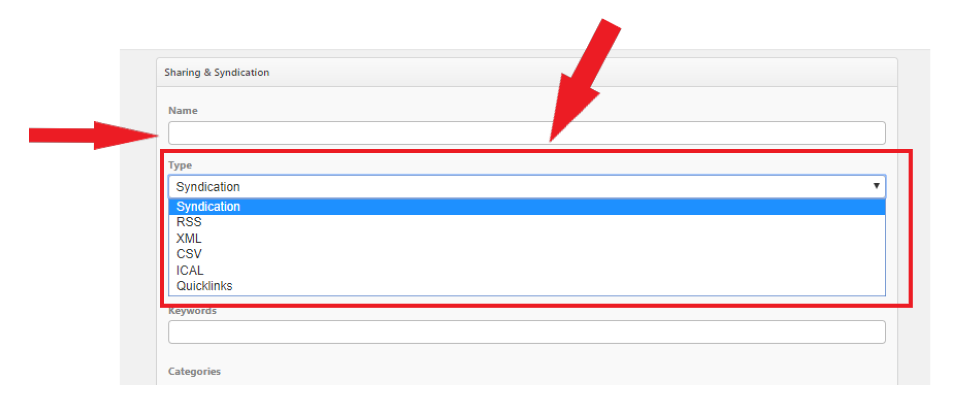 Sharing & Syndication
Name
Type
Syndication
Syndication
RSS
XML
CSV
ICAL
Quicklinks
Keywords
Categories